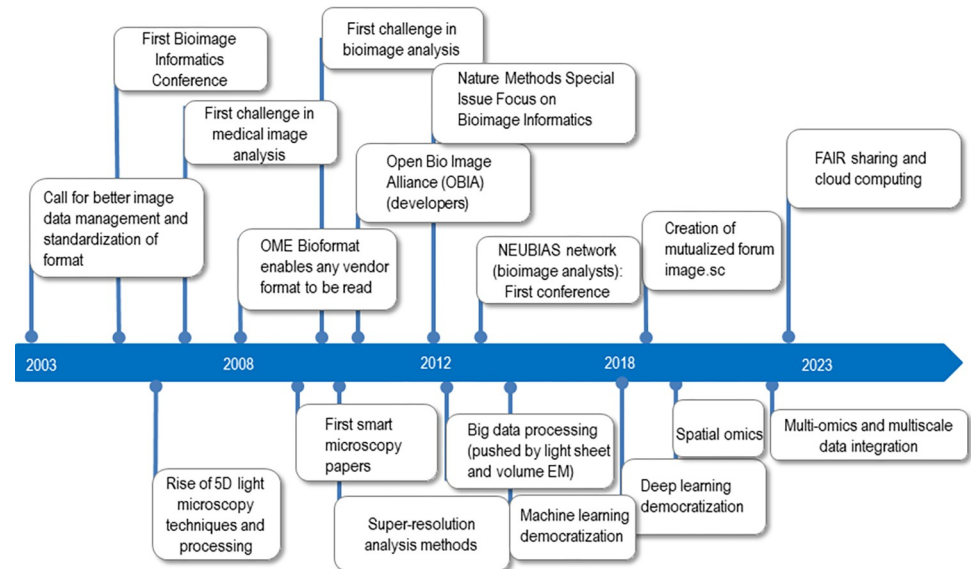 First Bioimage
Informatics
Conference
First challenge in
bioimage analysis
Nature Methods Special
Issue Focus on
Bioimage Informatics
First challenge in
medical image
analysis
Open Bio Image
Alliance (OBIA)
(developers)
FAIR sharing and
cloud computing
Call for better image
data management and
standardization of
format
OME Bioformat
enables any vendor
format to be read
NEUBIAS network
(bioimage analysts):
First conference
Creation of
mutualized forum
image.sc
2003
2008
2012
2018
2023
Rise of 5D light
microscopy
techniques and
processing
First smart
microscopy
papers
Super-resolution
analysis methods
Big data processing
(pushed by light sheet
and volume EM)
Machine learning
democratization
Deep learning
democratization
Spatial omics
Multi-omics and multiscale
data integration